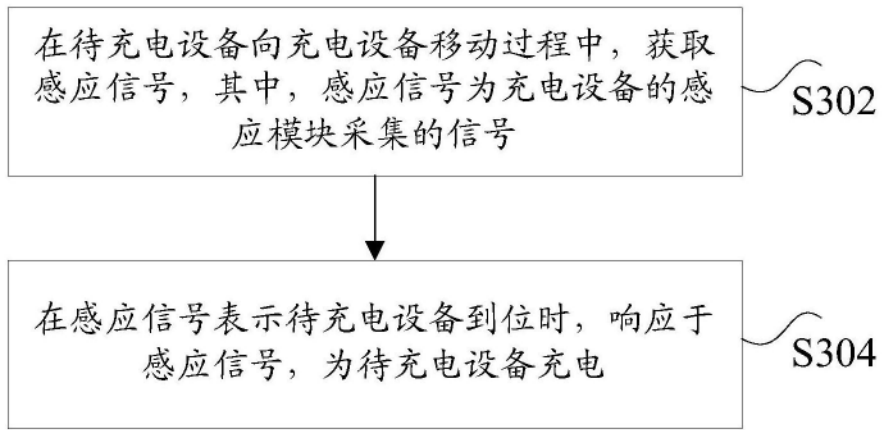 在待充电设备向充电设备移动过程中，获取
感应信号，其中，感应信号为充电设备的感
应模块采集的信号
S302
在感应信号表示待充电设备到位时，响应于
感应信号，为待充电设备充电
S304